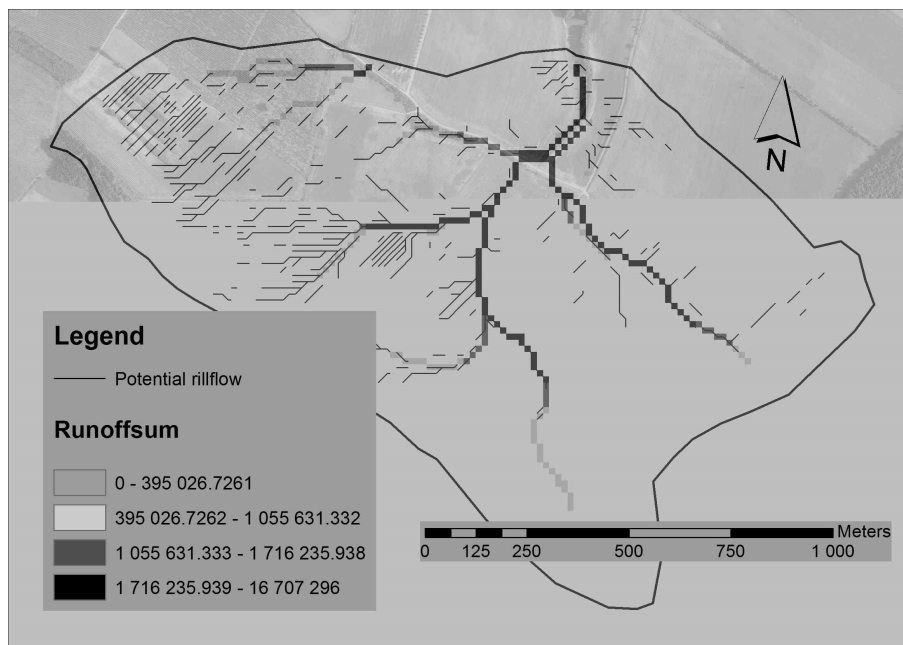 N
Legend
Potential rillflow
Runoffsum
0 - 395 026.7261
395 026.7262 - 1 055 631.332
1 055 631.333 - 1 716 235.938
1 716 235.939 - 16 707 296
Meters
0 125 250 500 750 1 000